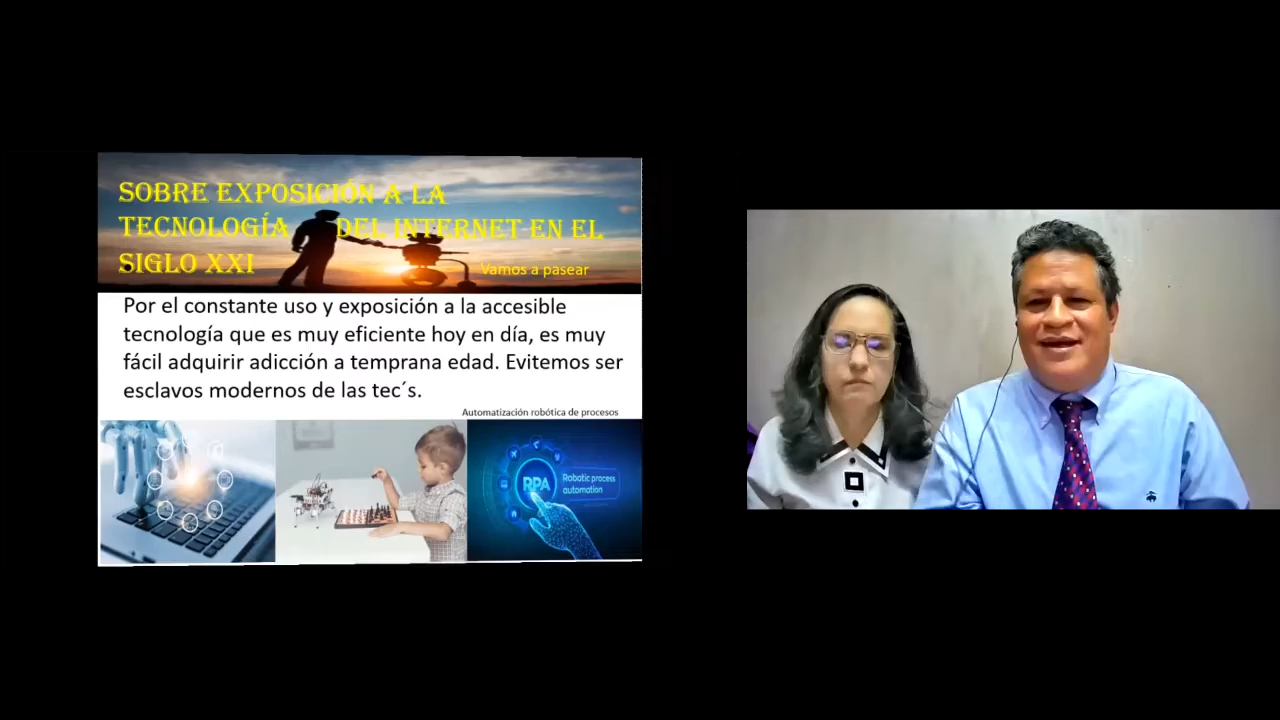 SOBRE EXPOSICIÓN A LA
TECNOLOGÍA DEL INTERNET EN EL
SIGLO XXI
Vamos a pasear
Por el constante uso y exposición a la accesible
tecnología que es muy eficiente hoy en día, es muy
fácil adquirir adicción a temprana edad. Evitemos ser
esclavos modernos de las tec´s.
Automatización robótica de procesos
RPA
Robotic process
automation